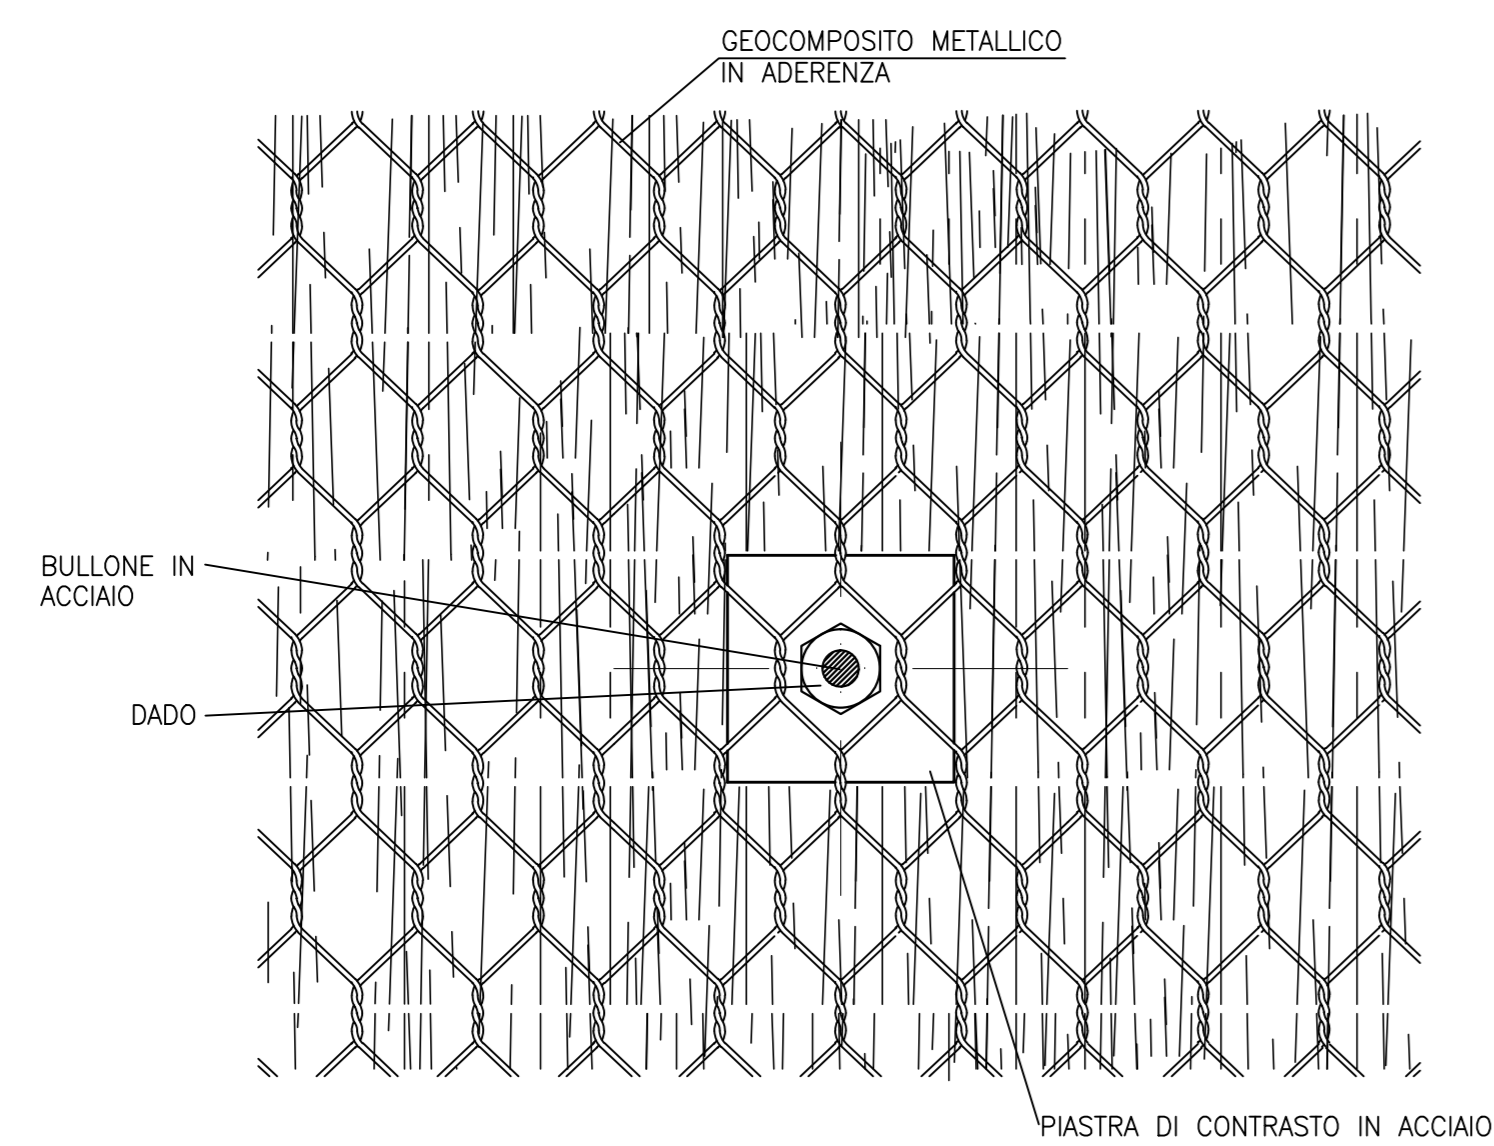 GEOCOMPOSITO METALLICO
IN ADERENZA
BULLONE IN
ACCIAIO
DADO
PIASTRA DI CONTRASTO IN ACCIAIO